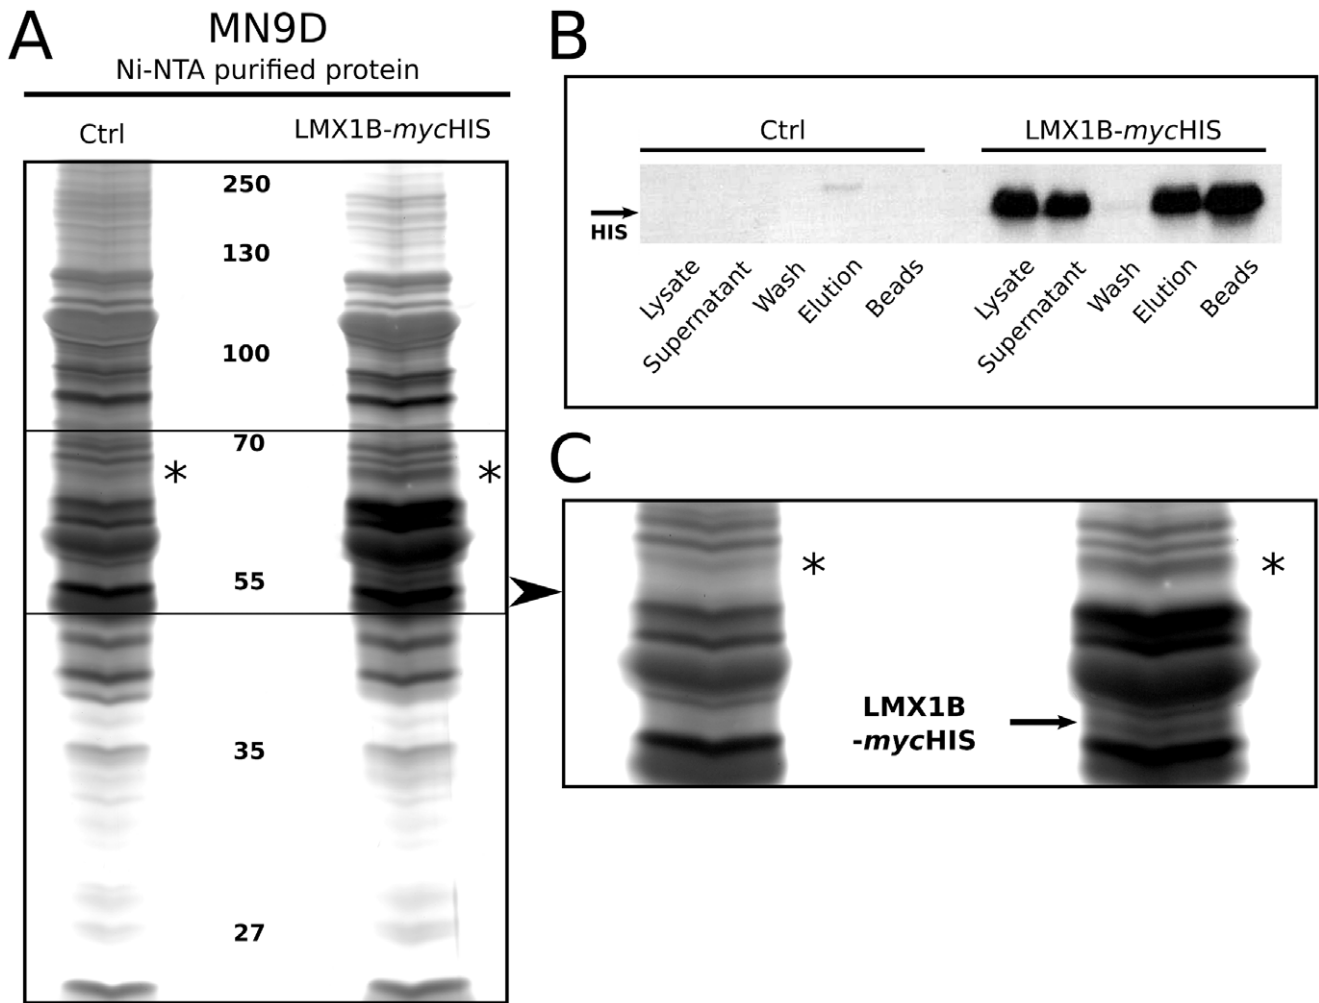 A
MN9D
Ni-NTA purified protein
Ctrl
LMX1B-mycHIS
250
130
100
70
*
*
55
35
27
B
Ctrl
LMX1B-mycHIS
HIS
Lysate
Supernatant
Wash
Elution
Beads
Lysate
Supernatant
Wash
Elution
Beads
C
*
*
LMX1B
-mycHIS